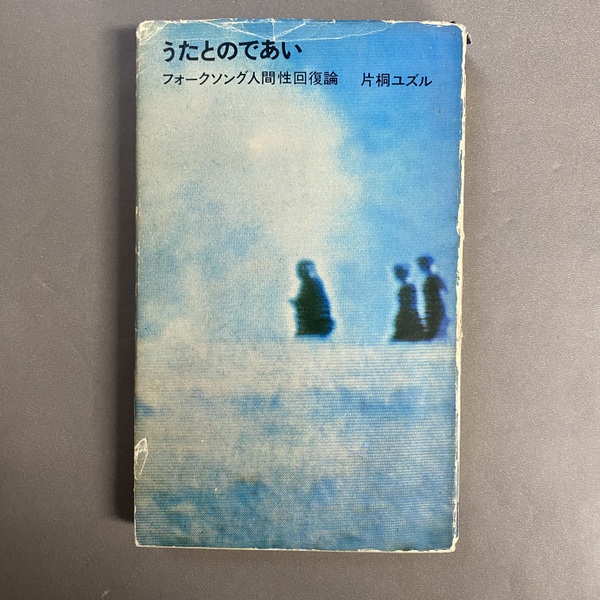 うたとのであい
フォークソング人間性回復論 片桐ユズル